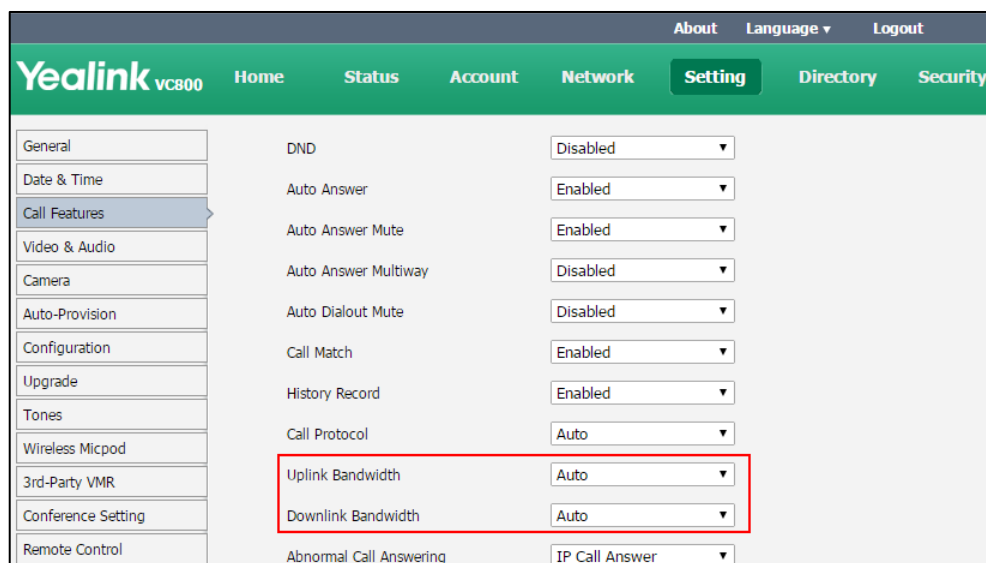 About Language ▾ Logout
Yealink VC800 Home Status Account Network Setting Directory Security
General
Date & Time
Call Features
Video & Audio
Camera
Auto-Provision
Configuration
Upgrade
Tones
Wireless Micpod
3rd-Party VMR
Conference Setting
Remote Control
DND Disabled
Auto Answer Enabled
Auto Answer Mute Enabled
Auto Answer Multiway Disabled
Auto Dialout Mute Disabled
Call Match Enabled
History Record Enabled
Call Protocol Auto
Uplink Bandwidth Auto
Downlink Bandwidth Auto
Abnormal Call Answering IP Call Answer